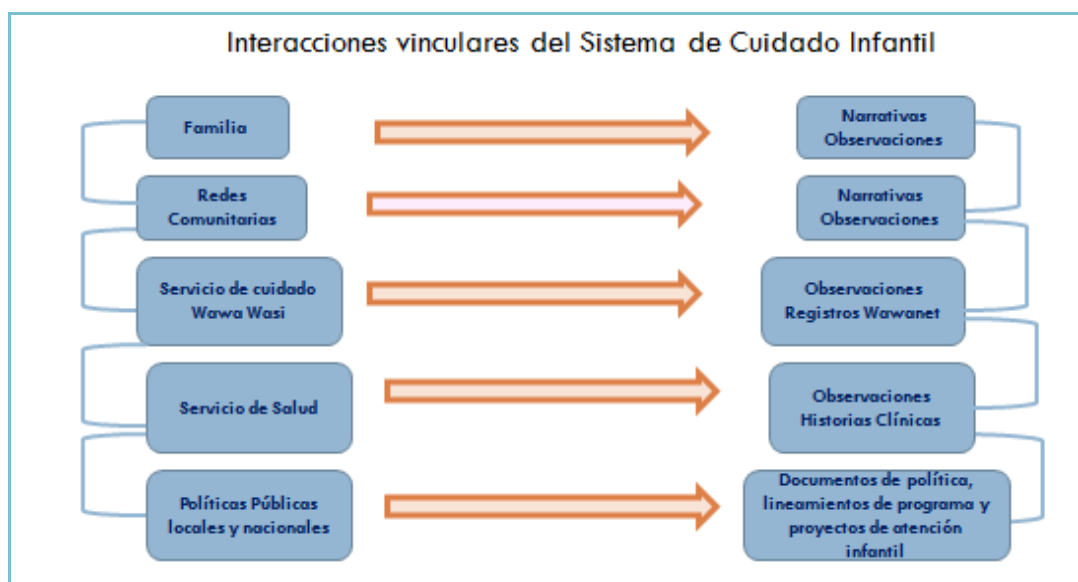 Interacciones vinculares del Sistema de Cuidado Infantil
Familia
Narrativas
Observaciones
Redes
Comunitarias
Narrativas
Observaciones
Servicio de cuidado
Wawa Wasi
Observaciones
Registros Wawanet
Servicio de Salud
Observaciones
Historias Clínicas
Políticas Públicas
locales y nacionales
Documentos de política,
lineamientos de programa y
proyectos de atención
infantil